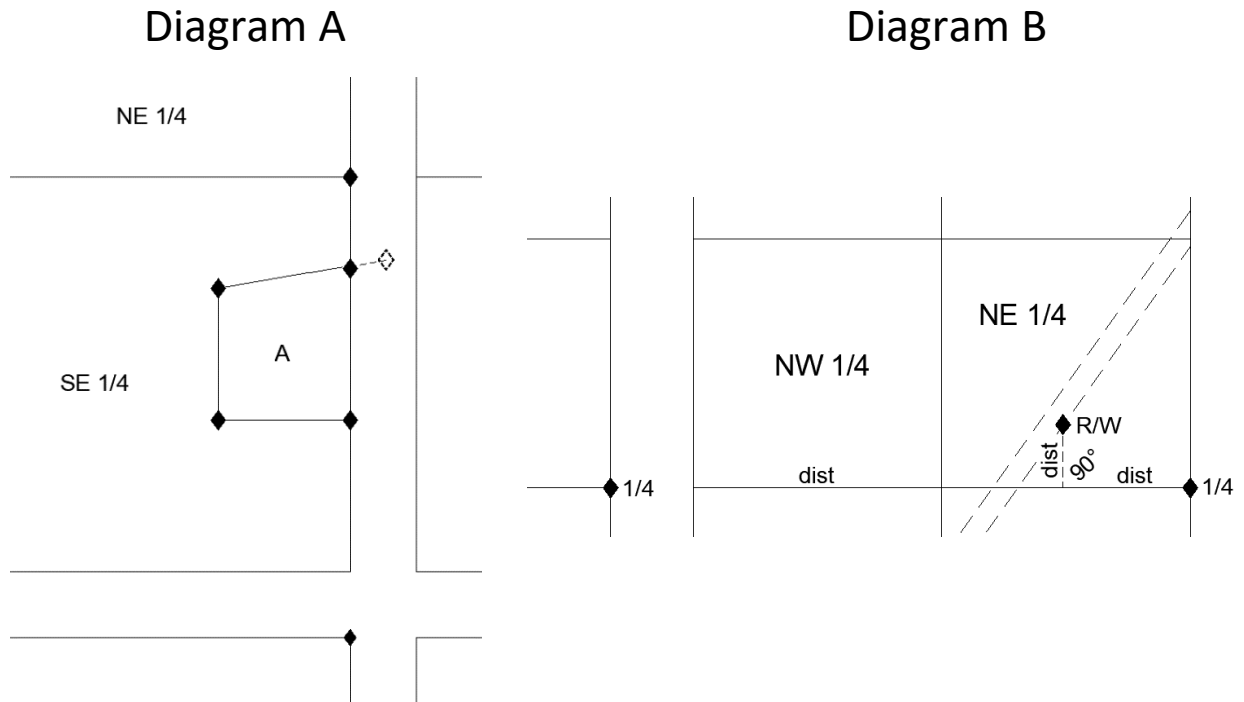 Diagram A
NE 1/4
A
SE 1/4
Diagram B
NE 1/4
NW 1/4
R/W
dist
90°
dist
dist
1/4
1/4